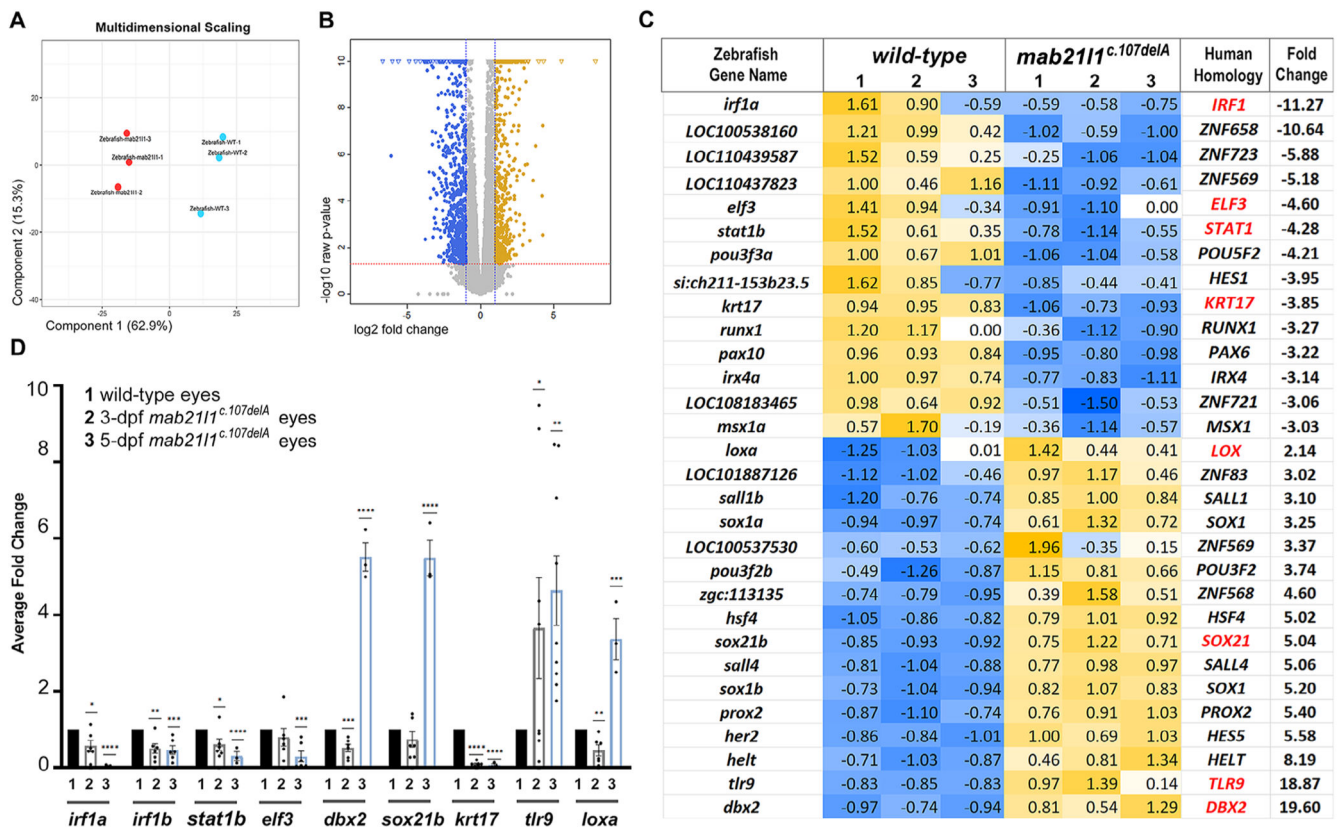 A
Multidimensional Scaling
Component 2 (15.3%)
20
0
-20
-40
Zebrafish-mab21l1-3
Zebrafish-mab21l1-1
Zebrafish-mab21l1-2
Zebrafish-WT-1
Zebrafish-WT-2
Zebrafish-WT-3
-25
0
25
Component 1 (62.9%)
B
-log10 raw p-value
10
8
6
4
2
0
-5
0
5
log2 fold change
C
Zebrafish Gene Name wild-type mab21l1c.107delA Human Homology Fold Change
1 2 3 1 2 3
irf1a 1.61 0.90 -0.59 -0.59 -0.58 -0.75 IRF1 -11.27
LOC100538160 1.21 0.99 0.42 -1.02 -0.59 -1.00 ZNF658 -10.64
LOC110439587 1.52 0.59 0.25 -0.25 -1.06 -1.04 ZNF723 -5.88
LOC110437823 1.00 0.46 1.16 -1.11 -0.92 -0.61 ZNF569 -5.18
elf3 1.41 0.94 -0.34 -0.91 -1.10 0.00 ELF3 -4.60
stat1b 1.52 0.61 0.35 -0.78 -1.14 -0.55 STAT1 -4.28
pou3f3a 1.00 0.67 1.01 -1.06 -1.04 -0.58 POU5F2 -4.21
si:ch211-153b23.5 1.62 0.85 -0.77 -0.85 -0.44 -0.41 HES1 -3.95
krt17 0.94 0.95 0.83 -1.06 -0.73 -0.93 KRT17 -3.85
runx1 1.20 1.17 0.00 -0.36 -1.12 -0.90 RUNX1 -3.27
pax10 0.96 0.93 0.84 -0.95 -0.80 -0.98 PAX6 -3.22
irx4a 1.00 0.97 0.74 -0.77 -0.83 -1.11 IRX4 -3.14
LOC108183465 0.98 0.64 0.92 -0.51 -1.50 -0.53 ZNF721 -3.06
msx1a 0.57 1.70 -0.19 -0.36 -1.14 -0.57 MSX1 -3.03
loxa -1.25 -1.03 0.01 1.42 0.44 0.41 LOX 2.14
LOC101887126 -1.12 -1.02 -0.46 0.97 1.17 0.46 ZNF83 3.02
sall1b -1.20 -0.76 -0.74 0.85 1.00 0.84 SALL1 3.10
sox1a -0.94 -0.97 -0.74 0.61 1.32 0.72 SOX1 3.25
LOC100537530 -0.60 -0.53 -0.62 1.96 -0.35 0.15 ZNF569 3.37
pou3f2b -0.49 -1.26 -0.87 1.15 0.81 0.66 POU3F2 3.74
zgc:113135 -0.74 -0.79 -0.95 0.39 1.58 0.51 ZNF568 4.60
hsf4 -1.05 -0.86 -0.82 0.79 1.01 0.92 HSF4 5.02
sox21b -0.85 -0.93 -0.92 0.75 1.22 0.71 SOX21 5.04
sall4 -0.81 -1.04 -0.88 0.77 0.98 0.97 SALL4 5.06
sox1b -0.73 -1.04 -0.94 0.82 1.07 0.83 SOX1 5.20
prox2 -0.87 -1.10 -0.74 0.76 0.91 1.03 PROX2 5.40
her2 -0.86 -0.84 -1.01 1.00 0.69 1.03 HES5 5.58
helt -0.71 -1.03 -0.87 0.46 0.81 1.34 HELT 8.19
tlr9 -0.83 -0.85 -0.83 0.97 1.39 0.14 TLR9 18.87
dbx2 -0.97 -0.74 -0.94 0.81 0.54 1.29 DBX2 19.60
D
Average Fold Change
10
8
6
4
2
0
1 wild-type eyes
2 3-dpf mab21l1c.107delA eyes
3 5-dpf mab21l1c.107delA eyes
* **** ** *** * **** *** *** **** **** **** **** * ** ** ***
1 2 3 1 2 3 1 2 3 1 2 3 1 2 3 1 2 3 1 2 3 1 2 3 1 2 3
irf1a irf1b stat1b elf3 dbx2 sox21b krt17 tlr9 loxa